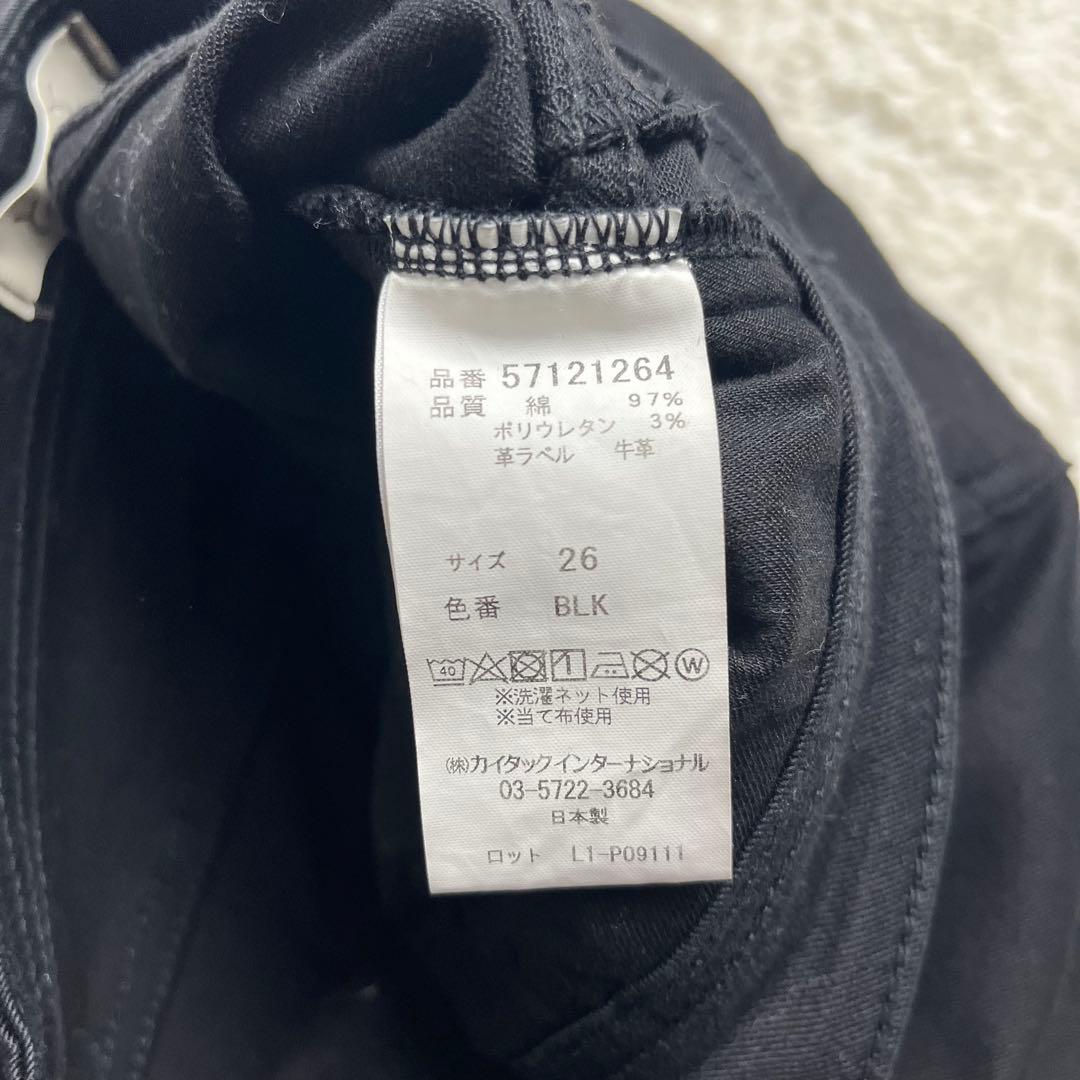 品番 57121264
品質 綿 97%
ポリウレタン 3%
革ラベル 牛革
サイズ 26
色番 BLK
40 W
※洗濯ネット使用
※当て布使用
㈱カイタックインターナショナル
03-5722-3684
日本製
ロット L1-P09111